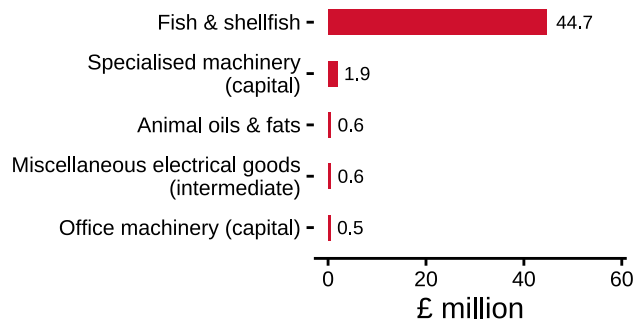 Fish & shellfish
44.7
Specialised machinery
(capital)
1.9
Animal oils & fats
0.6
Miscellaneous electrical goods
(intermediate)
0.6
Office machinery (capital)
0.5
0 20 40 60
£ million